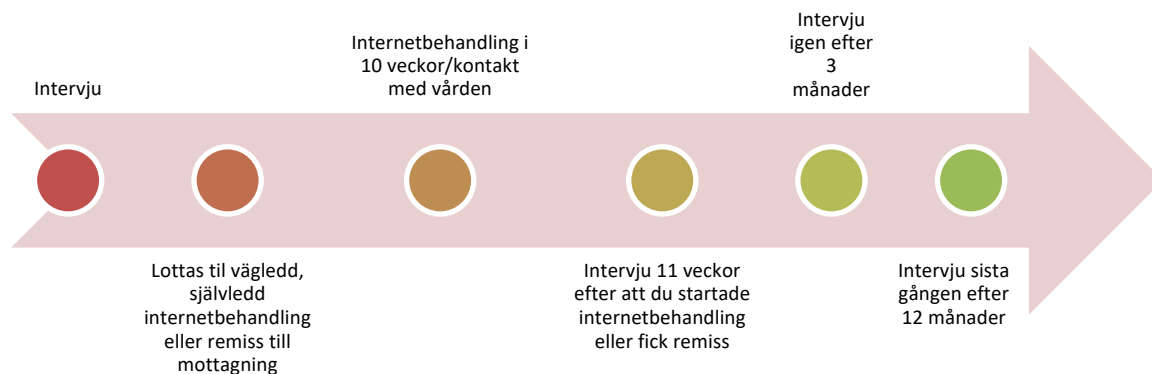 Intervju
Lottas til vägledd,
självledd
internetbehandling
eller remiss till
mottagning
Internetbehandling i
10 veckor/kontakt
med vården
Intervju 11 veckor
efter att du startade
internetbehandling
eller fick remiss
Intervju
igen efter
3
månader
Intervju sista
gången efter
12 månader